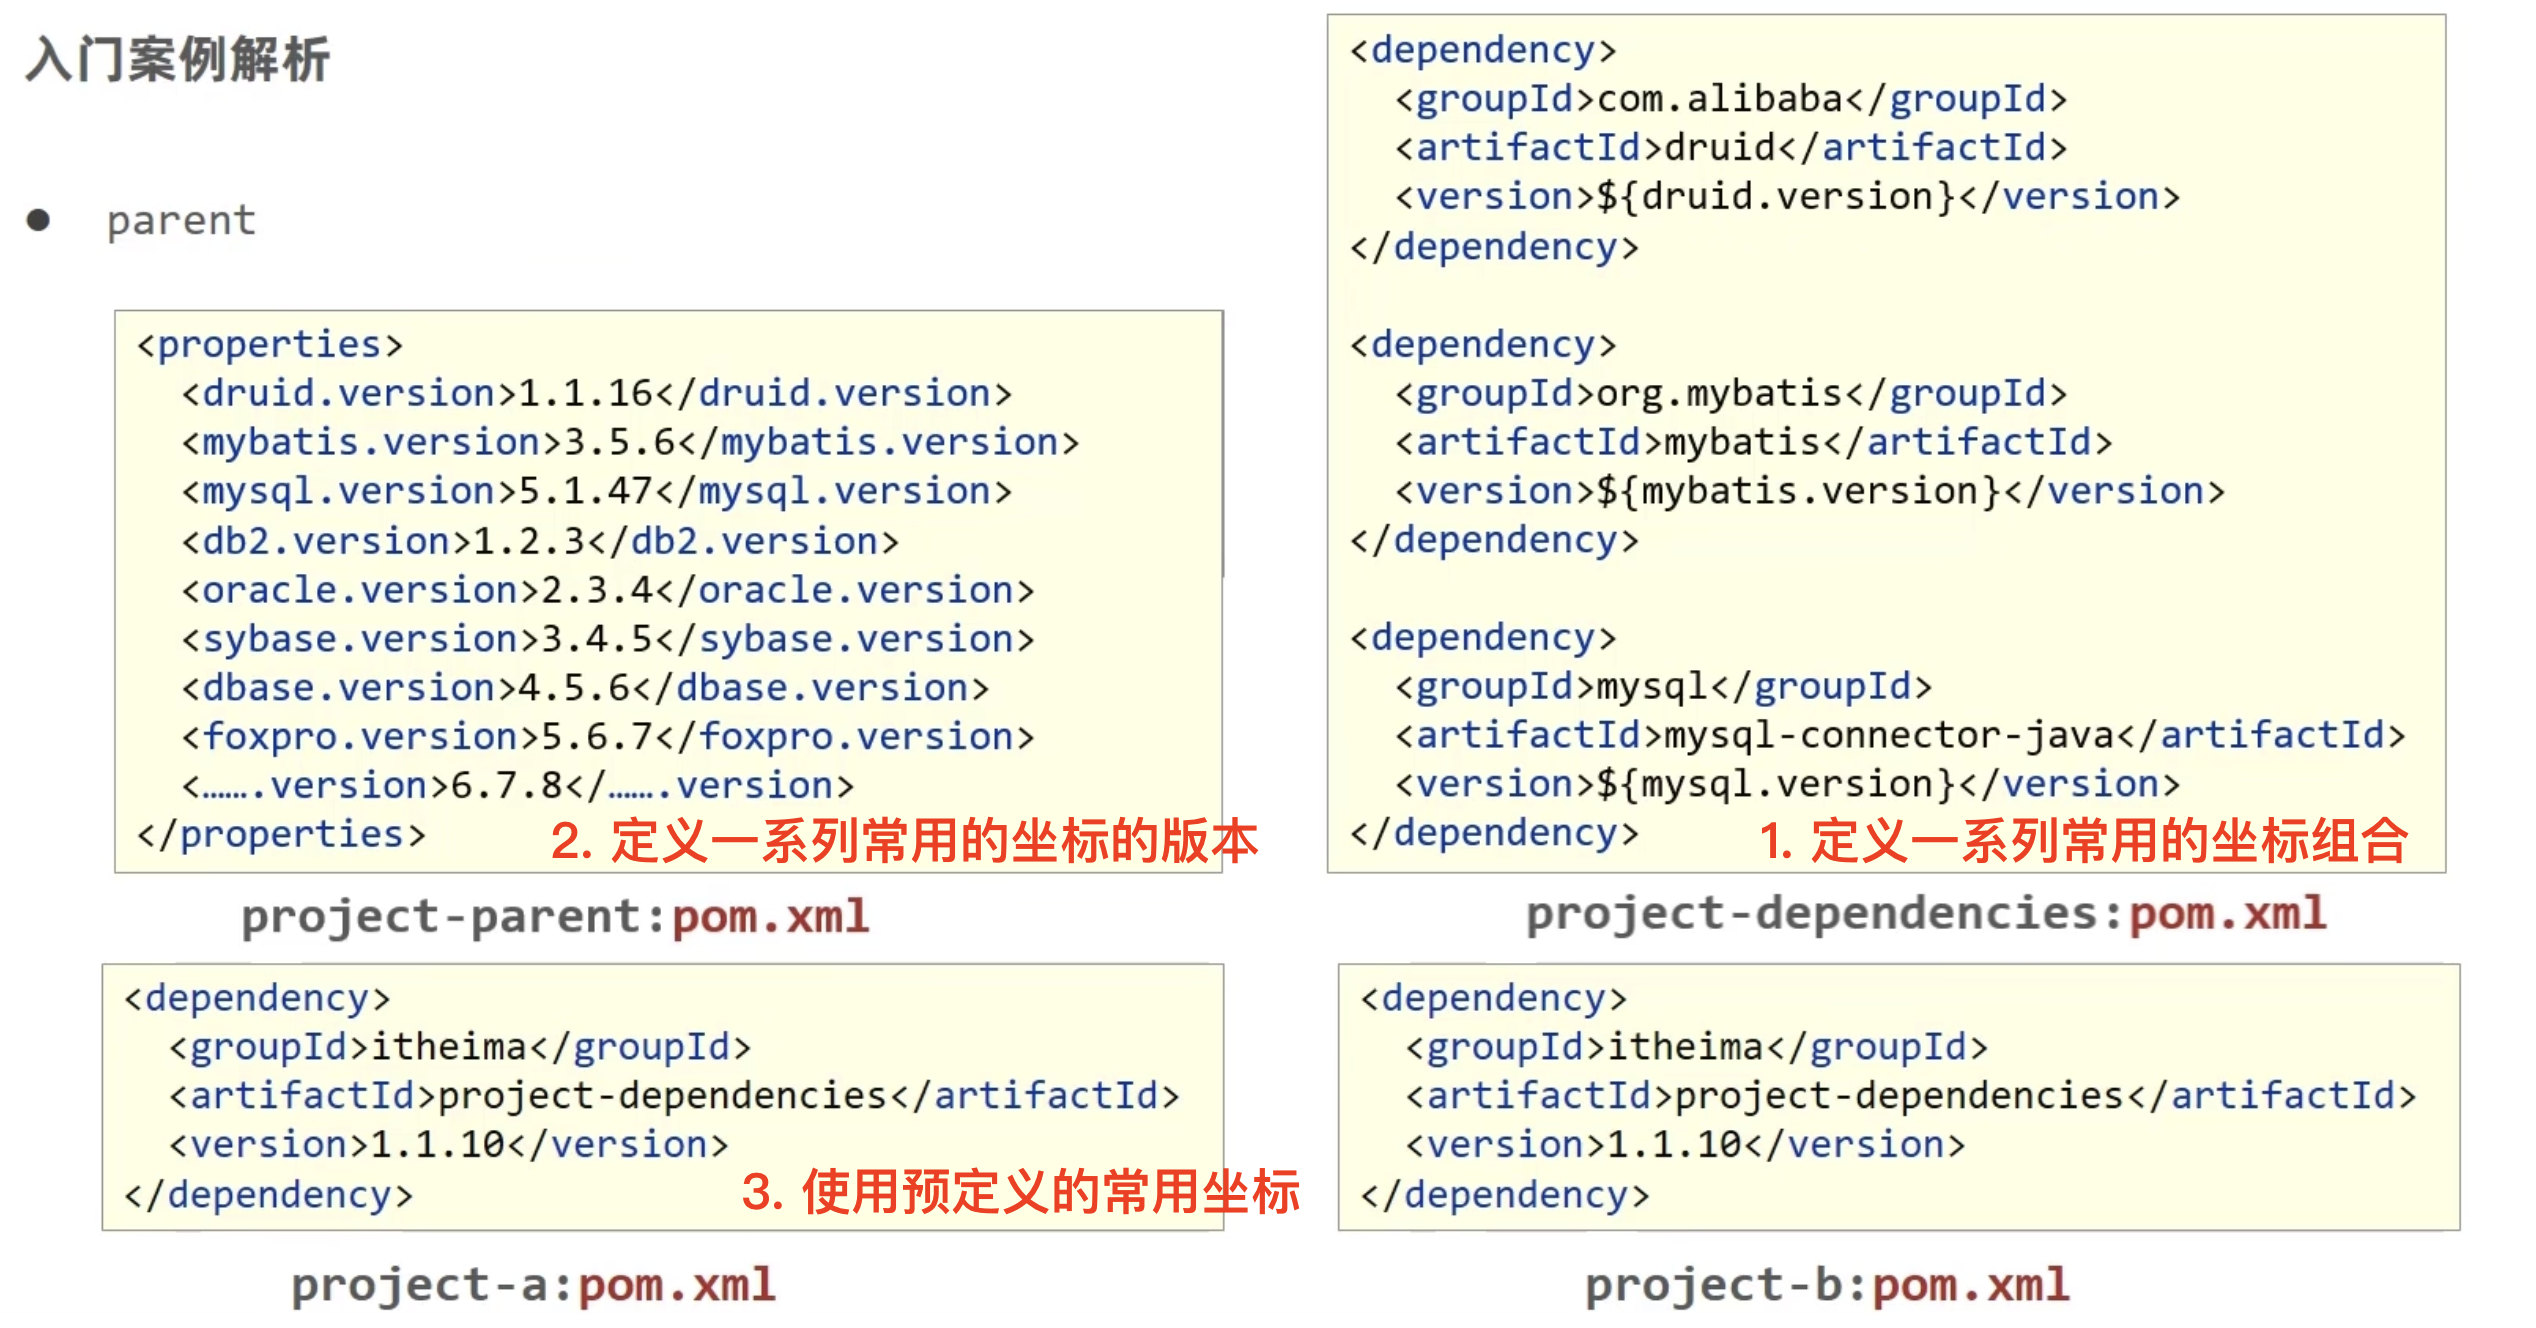 入门案例解析
● parent
<properties>
  <druid.version>1.1.16</druid.version>
  <mybatis.version>3.5.6</mybatis.version>
  <mysql.version>5.1.47</mysql.version>
  <db2.version>1.2.3</db2.version>
  <oracle.version>2.3.4</oracle.version>
  <sybase.version>3.4.5</sybase.version>
  <dbase.version>4.5.6</dbase.version>
  <foxpro.version>5.6.7</foxpro.version>
  <…….version>6.7.8</…….version>
</properties>
2. 定义一系列常用的坐标的版本
project-parent:pom.xml
<dependency>
  <groupId>com.alibaba</groupId>
  <artifactId>druid</artifactId>
  <version>${druid.version}</version>
</dependency>
<dependency>
  <groupId>org.mybatis</groupId>
  <artifactId>mybatis</artifactId>
  <version>${mybatis.version}</version>
</dependency>
<dependency>
  <groupId>mysql</groupId>
  <artifactId>mysql-connector-java</artifactId>
  <version>${mysql.version}</version>
</dependency>
1. 定义一系列常用的坐标组合
project-dependencies:pom.xml
<dependency>
  <groupId>itheima</groupId>
  <artifactId>project-dependencies</artifactId>
  <version>1.1.10</version>
</dependency>
3. 使用预定义的常用坐标
project-a:pom.xml
<dependency>
  <groupId>itheima</groupId>
  <artifactId>project-dependencies</artifactId>
  <version>1.1.10</version>
</dependency>
project-b:pom.xml